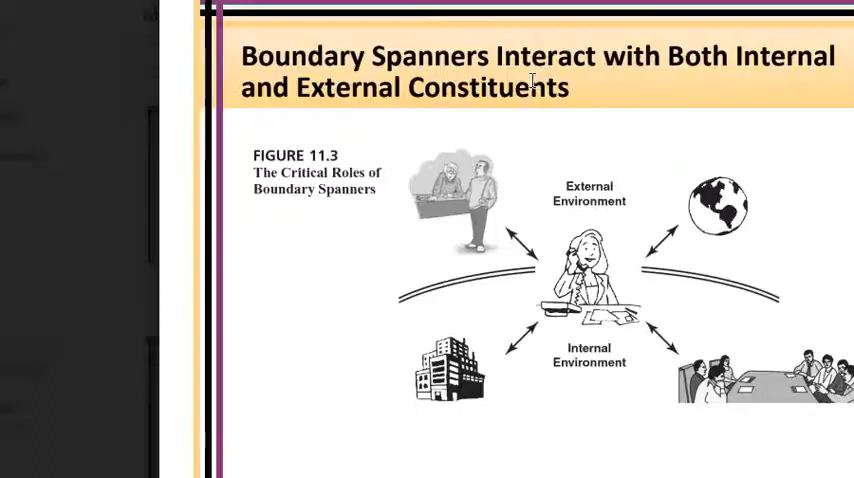 Boundary Spanners Interact with Both Internal
and External Constituents
FIGURE 11.3
The Critical Roles of
Boundary Spanners
External
Environment
Internal
Environment